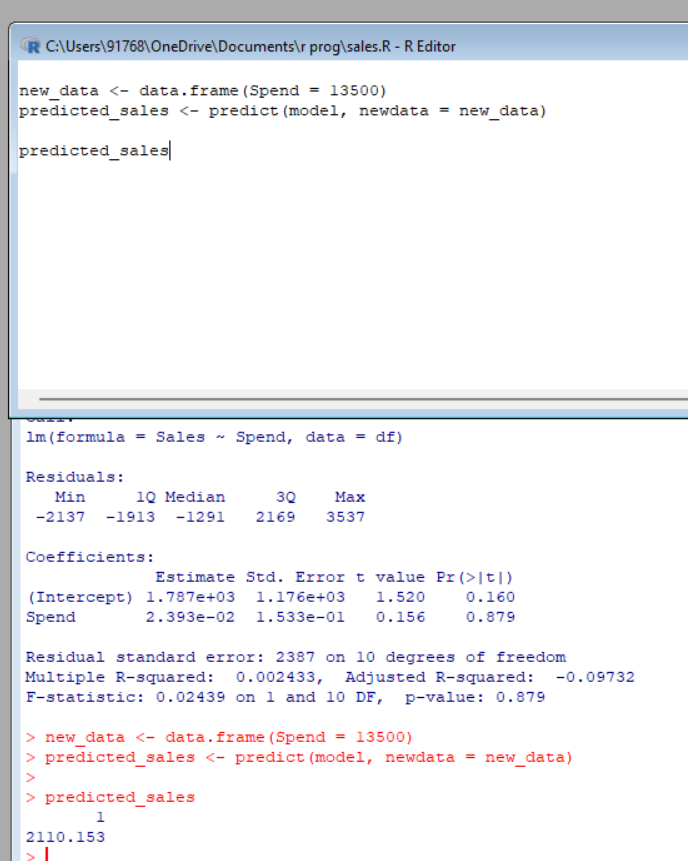 C:\Users\91768\OneDrive\Documents\r prog\sales.R - R Editor
new_data <- data.frame(Spend = 13500)
predicted_sales <- predict(model, newdata = new_data)
predicted_sales
lm(formula = Sales ~ Spend, data = df)
Residuals:
   Min     1Q Median     3Q    Max
 -2137  -1913  -1291   2169   3537
Coefficients:
             Estimate Std. Error t value Pr(>|t|)
(Intercept) 1.787e+03  1.176e+03   1.520    0.160
Spend       2.393e-02  1.533e-01   0.156    0.879
Residual standard error: 2387 on 10 degrees of freedom
Multiple R-squared:  0.002433,  Adjusted R-squared:  -0.09732
F-statistic: 0.02439 on 1 and 10 DF,  p-value: 0.879
> new_data <- data.frame(Spend = 13500)
> predicted_sales <- predict(model, newdata = new_data)
>
> predicted_sales
       1
2110.153
>